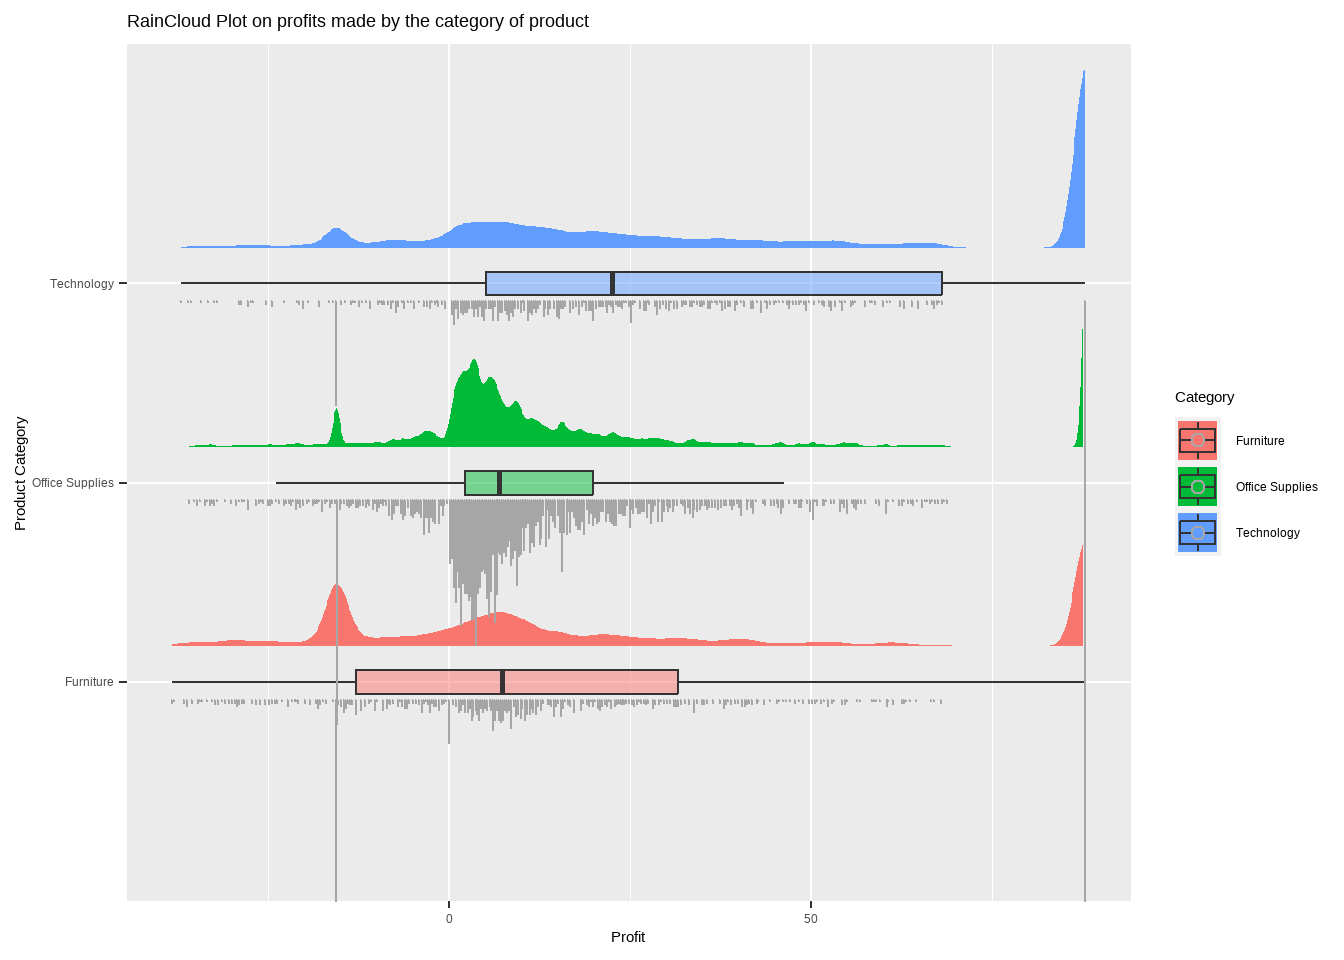 RainCloud Plot on profits made by the category of product
Product Category
Technology
Office Supplies
Furniture
0
50
Profit
Category
Furniture
Office Supplies
Technology